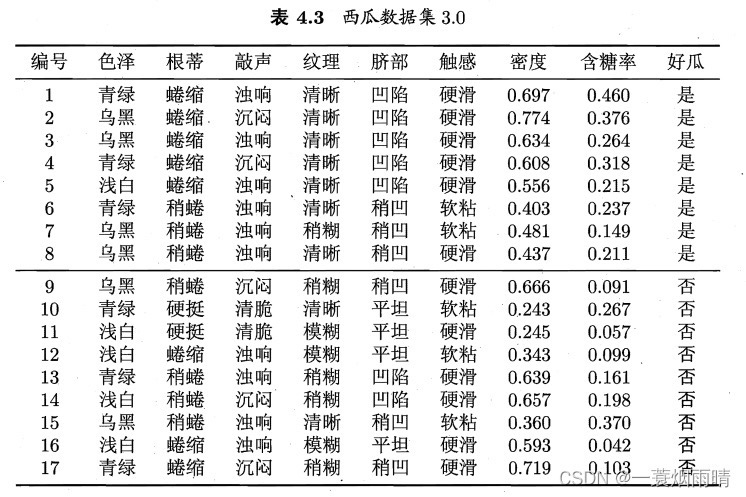 表 4.3 西瓜数据集 3.0
编号 色泽 根蒂 敲声 纹理 脐部 触感 密度 含糖率 好瓜
1 青绿 蜷缩 浊响 清晰 凹陷 硬滑 0.697 0.460 是
2 乌黑 蜷缩 沉闷 清晰 凹陷 硬滑 0.774 0.376 是
3 乌黑 蜷缩 浊响 清晰 凹陷 硬滑 0.634 0.264 是
4 青绿 蜷缩 沉闷 清晰 凹陷 硬滑 0.608 0.318 是
5 浅白 蜷缩 浊响 清晰 凹陷 硬滑 0.556 0.215 是
6 青绿 稍蜷 浊响 清晰 稍凹 软粘 0.403 0.237 是
7 乌黑 稍蜷 浊响 稍糊 稍凹 软粘 0.481 0.149 是
8 乌黑 稍蜷 浊响 清晰 稍凹 硬滑 0.437 0.211 是
9 乌黑 稍蜷 沉闷 稍糊 稍凹 硬滑 0.666 0.091 否
10 青绿 硬挺 清脆 清晰 平坦 软粘 0.243 0.267 否
11 浅白 硬挺 清脆 模糊 平坦 硬滑 0.245 0.057 否
12 浅白 蜷缩 浊响 模糊 平坦 软粘 0.343 0.099 否
13 青绿 稍蜷 浊响 稍糊 凹陷 硬滑 0.639 0.161 否
14 浅白 稍蜷 沉闷 稍糊 凹陷 硬滑 0.657 0.198 否
15 乌黑 稍蜷 浊响 清晰 稍凹 软粘 0.360 0.370 否
16 浅白 蜷缩 浊响 模糊 平坦 硬滑 0.593 0.042 否
17 青绿 蜷缩 沉闷 稍糊 稍凹 硬滑 0.719 0.103 否
CSDN @一蓑烟雨晴